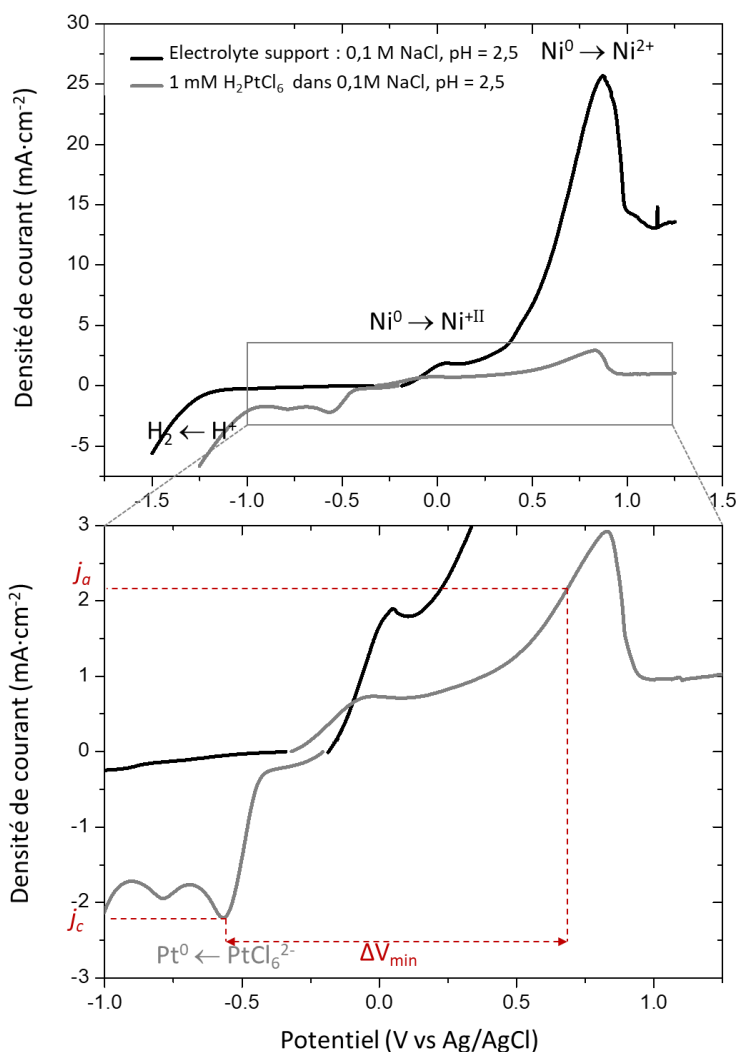 30
25
20
15
10
5
0
-5
Densité de courant (mA·cm⁻²)
Electrolyte support : 0,1 M NaCl, pH = 2,5
1 mM H₂PtCl₆ dans 0,1M NaCl, pH = 2,5
Ni⁰ → Ni²⁺
Ni⁰ → Ni⁺ᴵᴵ
H₂ ← H⁺
-1.5 -1.0 -0.5 0.0 0.5 1.0 1.5
3
2
1
0
-1
-2
-3
Densité de courant (mA·cm⁻²)
jₐ
j_c
Pt⁰ ← PtCl₆²⁻
ΔVₘᵢₙ
-1.0 -0.5 0.0 0.5 1.0
Potentiel (V vs Ag/AgCl)